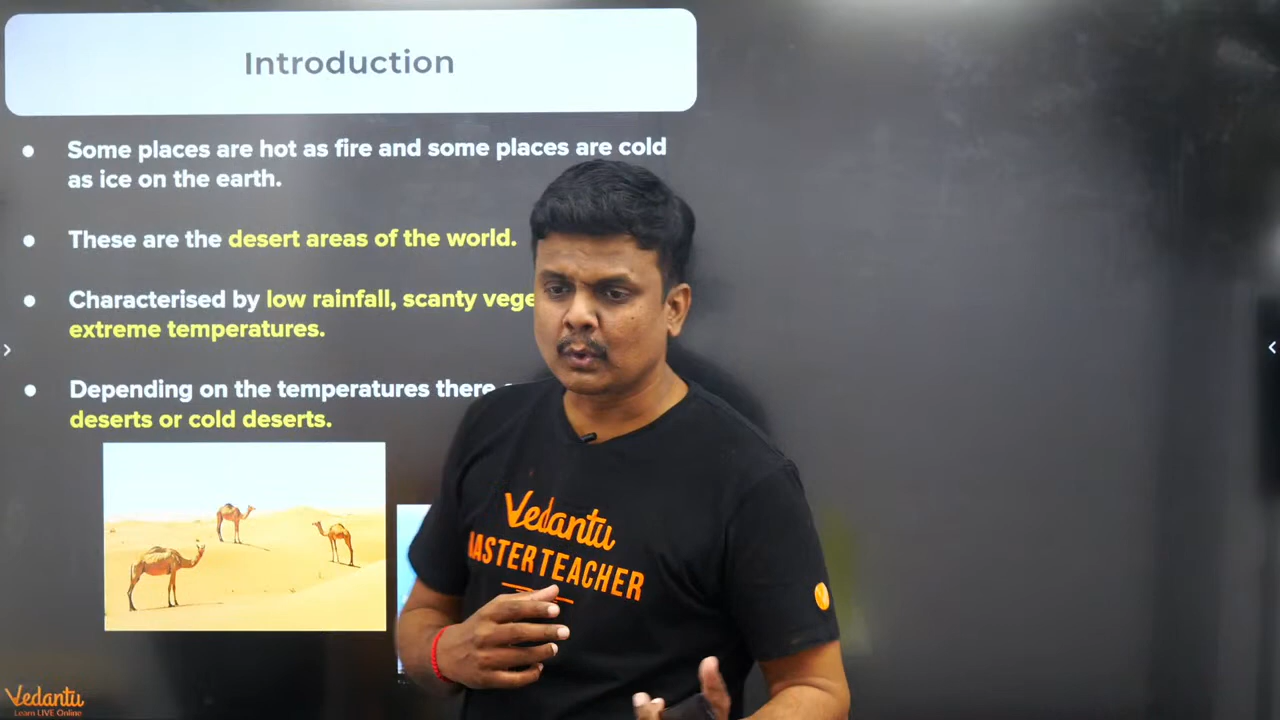 Introduction
Some places are hot as fire and some places are cold
as ice on the earth.
These are the desert areas of the world.
Characterised by low rainfall, scanty vege
extreme temperatures.
Depending on the temperatures there
deserts or cold deserts.
Vedantu
MASTERTEACHER
Vedantu
Learn LIVE Online